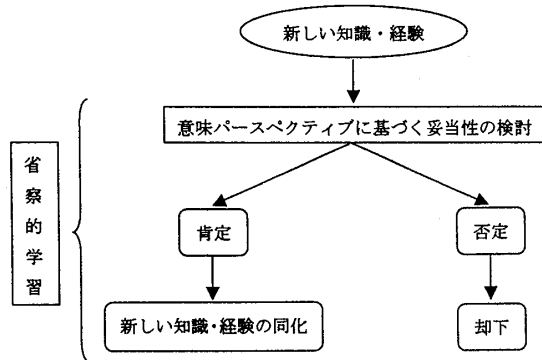 新しい知識・経験
意味パースペクティブに基づく妥当性の検討
省察的学習
肯定
否定
新しい知識・経験の同化
却下